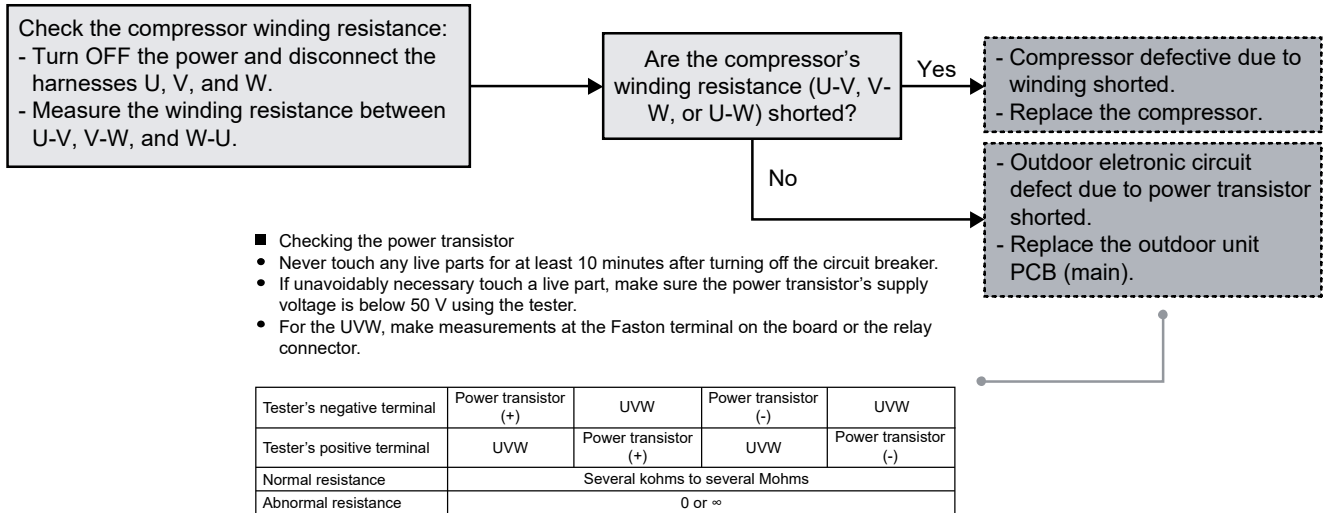 Check the compressor winding resistance:
- Turn OFF the power and disconnect the
harnesses U, V, and W.
- Measure the winding resistance between
U-V, V-W, and W-U.
Are the compressor's
winding resistance (U-V, V-
W, or U-W) shorted?
Yes
- Compressor defective due to
winding shorted.
- Replace the compressor.
No
- Outdoor eletronic circuit
defect due to power transistor
shorted.
- Replace the outdoor unit
PCB (main).
■ Checking the power transistor
• Never touch any live parts for at least 10 minutes after turning off the circuit breaker.
• If unavoidably necessary touch a live part, make sure the power transistor's supply
voltage is below 50 V using the tester.
• For the UVW, make measurements at the Faston terminal on the board or the relay
connector.
Tester's negative terminal
Power transistor
(+)
UVW
Power transistor
(-)
UVW
Tester's positive terminal
UVW
Power transistor
(+)
UVW
Power transistor
(-)
Normal resistance
Several kohms to several Mohms
Abnormal resistance
0 or ∞